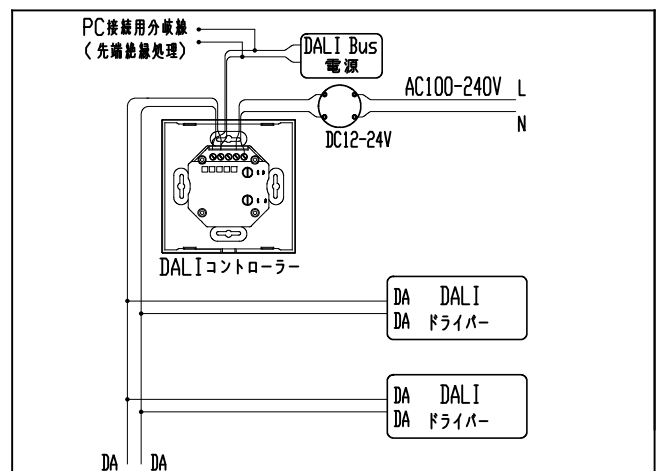 PC接続用分岐線
(先端絶縁処理)
DALI Bus
電源
AC100-240V L
N
DC12-24V
DALIコントローラー
DA DALI
DA ドライバー
DA DALI
DA ドライバー
DA DA